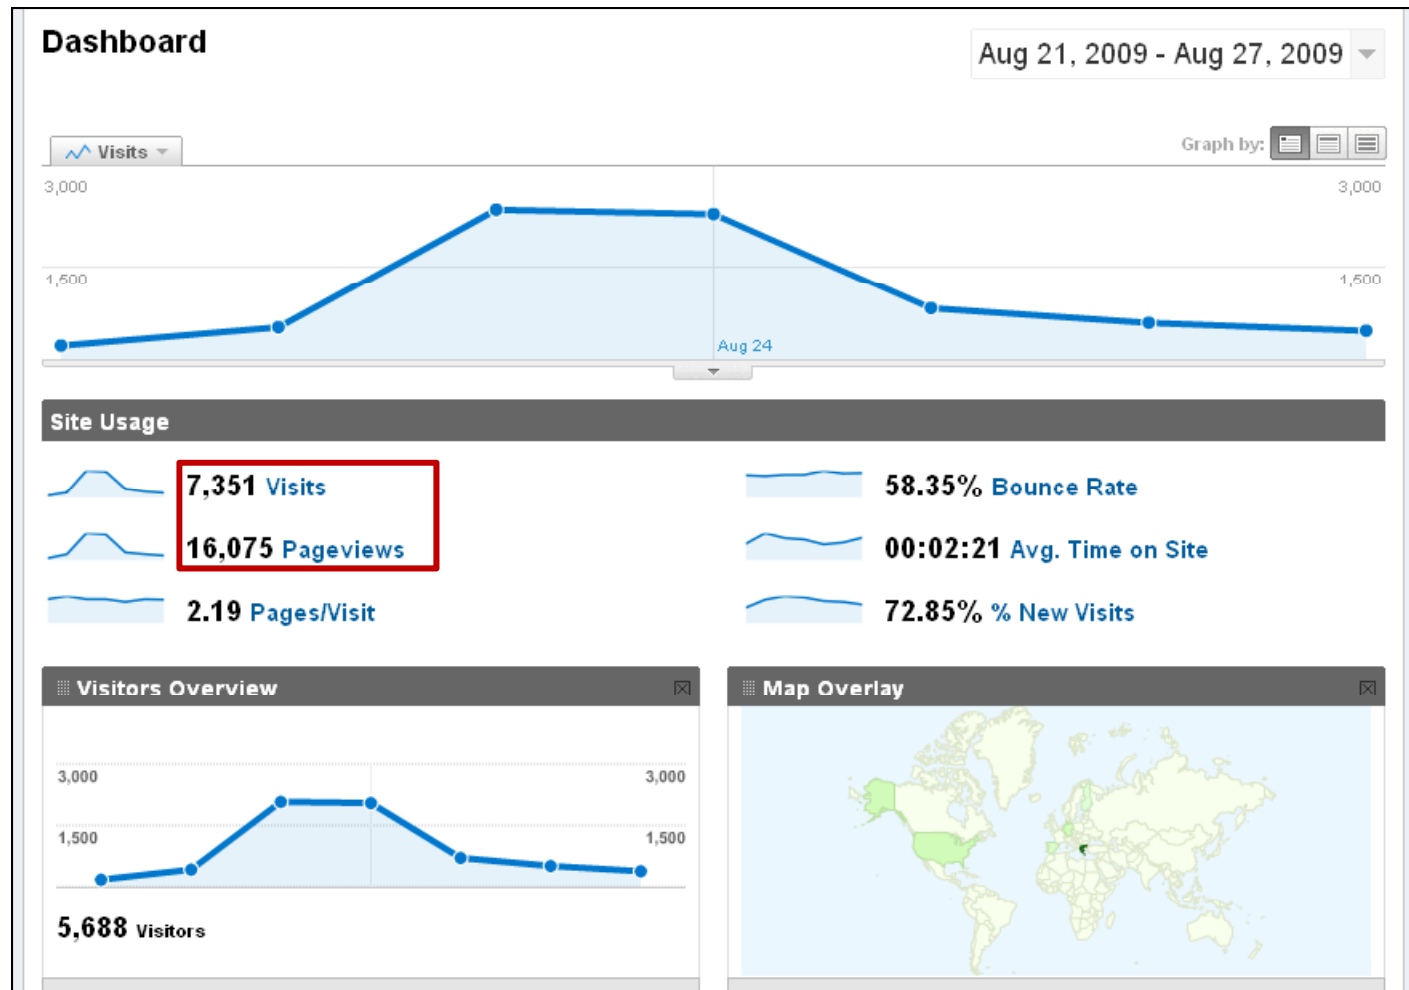 Dashboard
Aug 21, 2009 - Aug 27, 2009
Visits
Graph by:
3,000
3,000
1,500
1,500
Aug 24
Site Usage
7,351 Visits
58.35% Bounce Rate
16,075 Pageviews
00:02:21 Avg. Time on Site
2.19 Pages/Visit
72.85% % New Visits
Visitors Overview
Map Overlay
3,000
3,000
1,500
1,500
5,688 Visitors